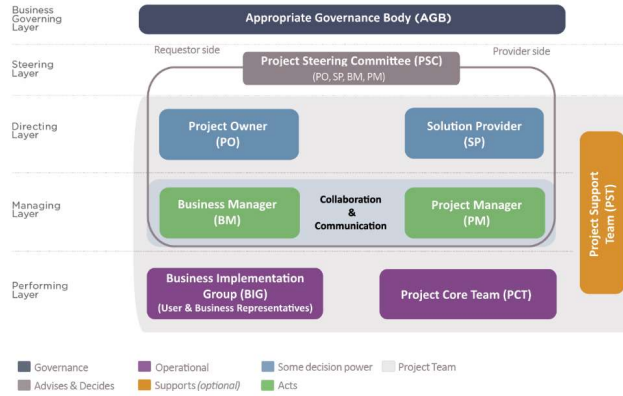 Business
Governing
Layer
Appropriate Governance Body (AGB)
Requestor side
Provider side
Steering
Layer
Project Steering Committee (PSC)
(PO, SP, BM, PM)
Directing
Layer
Project Owner
(PO)
Solution Provider
(SP)
Managing
Layer
Business Manager
(BM)
Collaboration
&
Communication
Project Manager
(PM)
Project Support
Team (PST)
Performing
Layer
Business Implementation
Group (BIG)
(User & Business Representatives)
Project Core Team (PCT)
Governance
Operational
Some decision power
Project Team
Advises & Decides
Supports (optional)
Acts